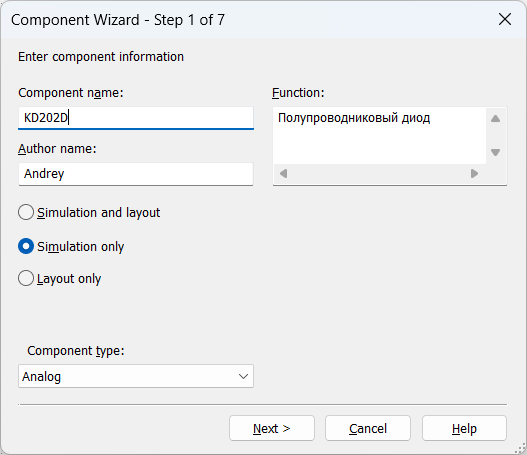 Component Wizard - Step 1 of 7
Enter component information
Component name:
KD202D
Function:
Полупроводниковый диод
Author name:
Andrey
Simulation and layout
Simulation only
Layout only
Component type:
Analog
Next >
Cancel
Help